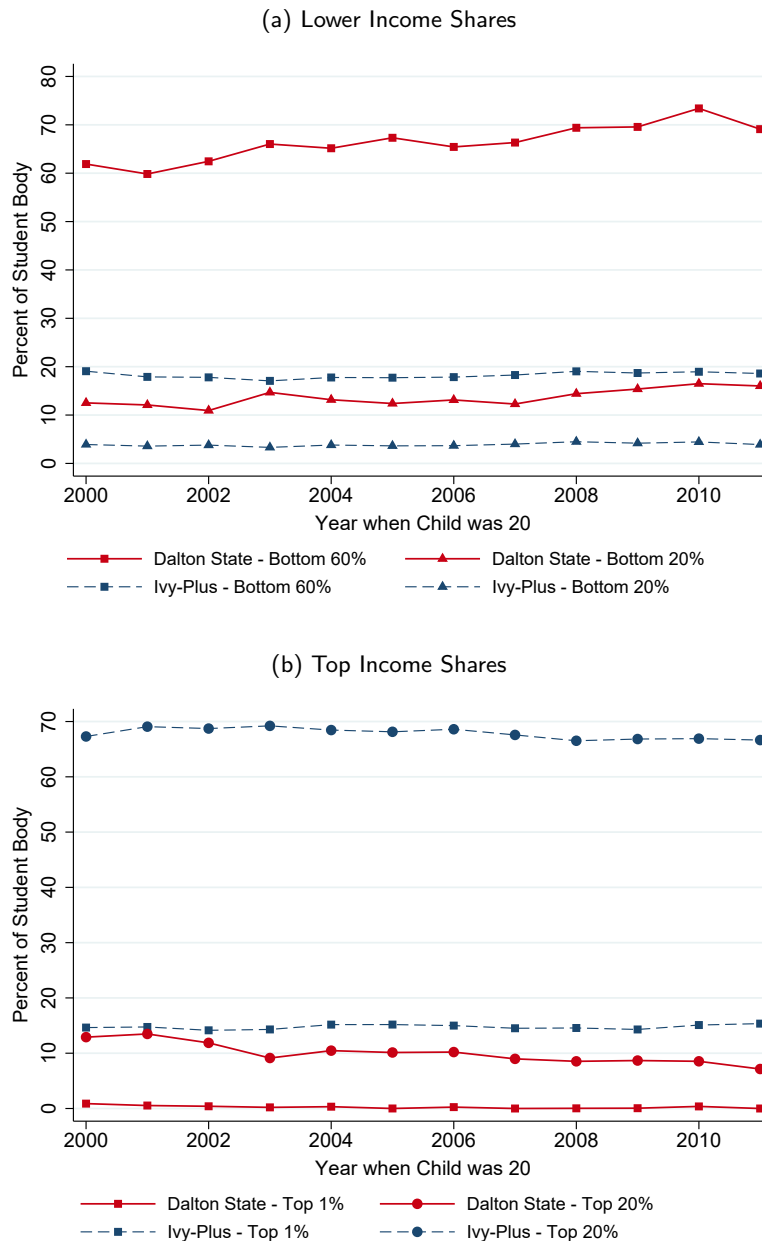 (a) Lower Income Shares
80
70
60
50
40
30
20
10
0
Percent of Student Body
2000 2002 2004 2006 2008 2010
Year when Child was 20
Dalton State - Bottom 60% Dalton State - Bottom 20%
Ivy-Plus - Bottom 60% Ivy-Plus - Bottom 20%
(b) Top Income Shares
70
60
50
40
30
20
10
0
Percent of Student Body
2000 2002 2004 2006 2008 2010
Year when Child was 20
Dalton State - Top 1% Dalton State - Top 20%
Ivy-Plus - Top 1% Ivy-Plus - Top 20%